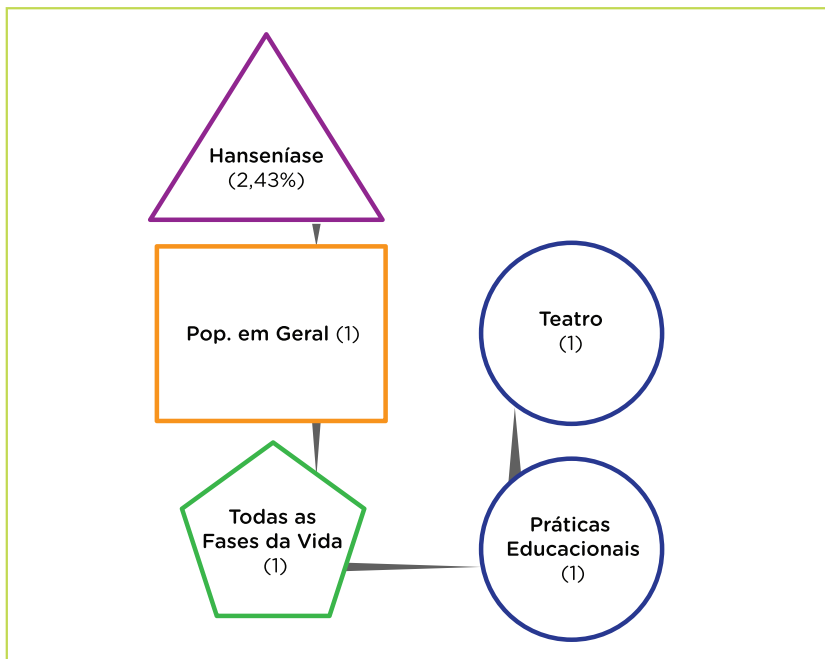 Hanseníase
(2,43%)
Pop. em Geral (1)
Todas as
Fases da Vida
(1)
Práticas
Educacionais
(1)
Teatro
(1)